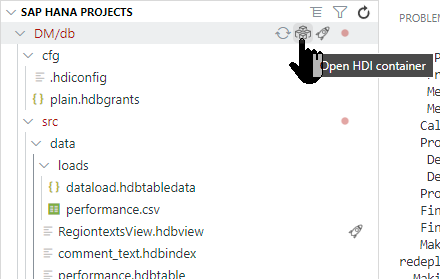 SAP HANA PROJECTS
PROBLEM
DM/db
Open HDI container
cfg
.hdiconfig
plain.hdbgrants
src
data
loads
dataload.hdbtabledata
performance.csv
RegiontextsView.hdbview
comment_text.hdbindex
performance.hdbtable
P
Pr
Me
Me
Cal
Pro
De
De
Pro
Fin
Fin
Mak
redepl